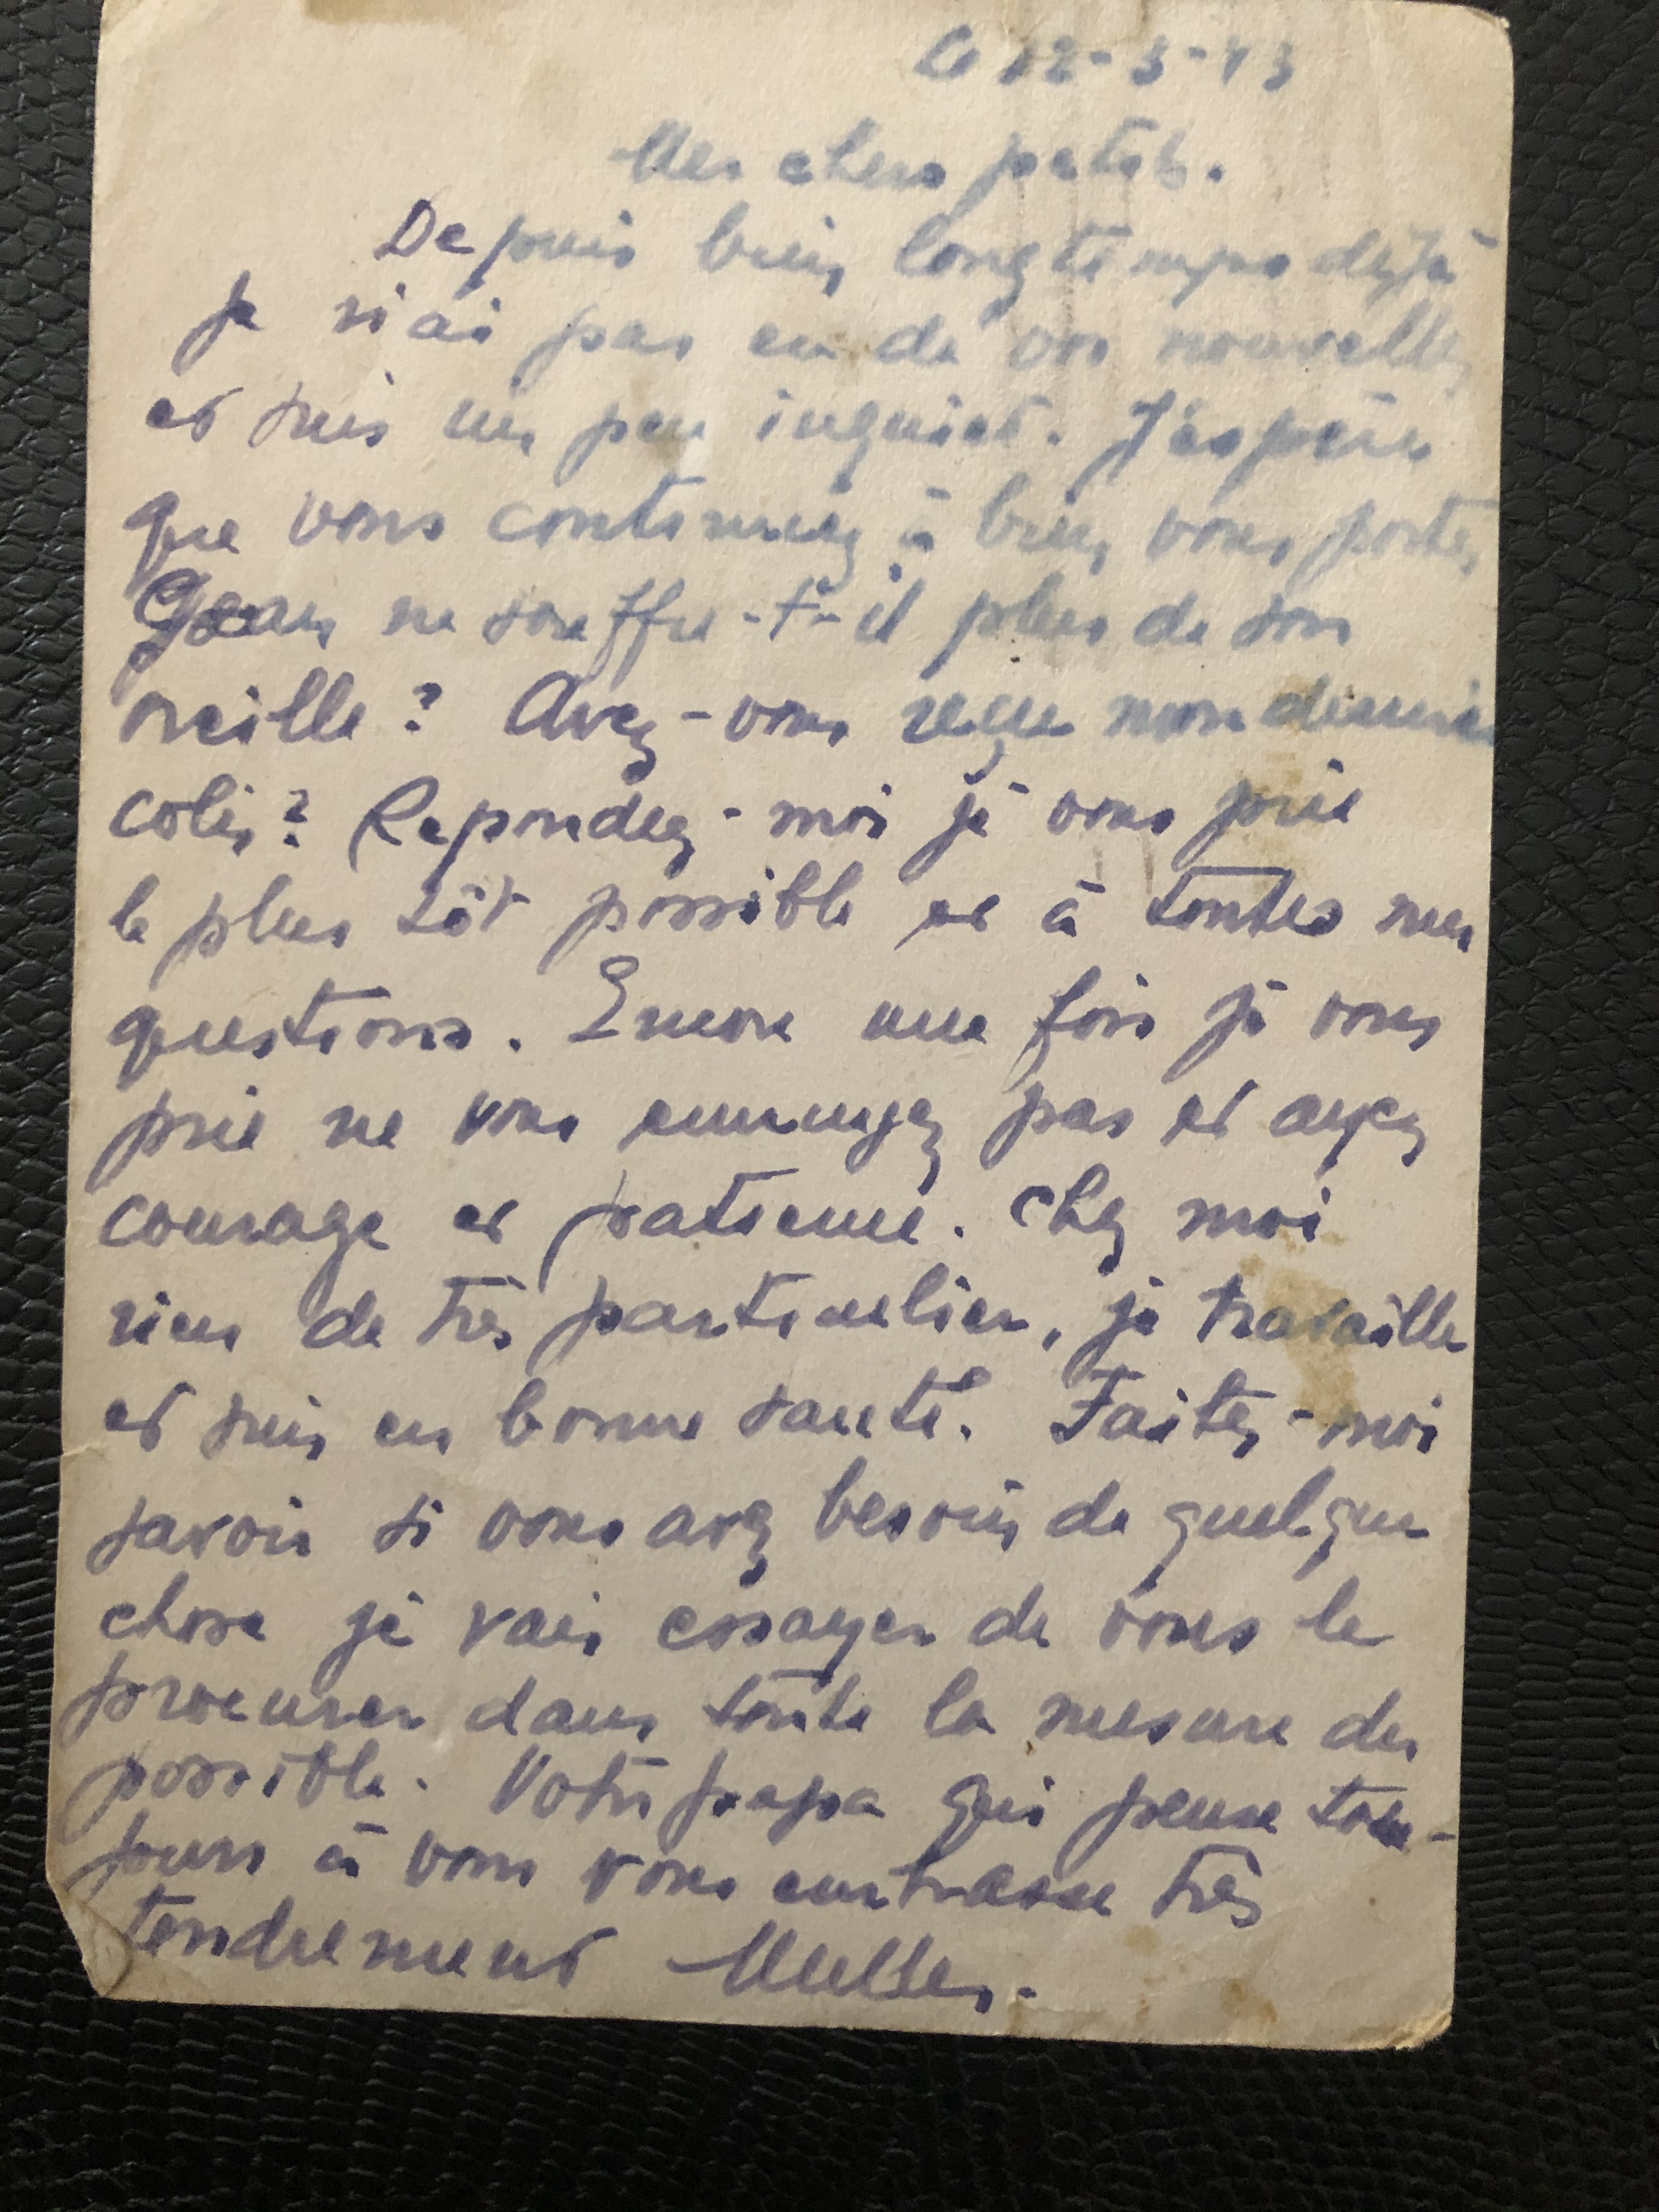 Le 22-3-43
Mes chers petits.
Depuis bien longtemps déjà
je n'ai pas eu de vos nouvelles
et suis un peu inquiet. J'espère
que vous continuez à bien vous porter
ne souffre-t-il plus de son
oreille? Avez-vous reçu mon dernier
colis? Repondez-moi je vous prie
le plus tôt possible et à toutes mes
questions. Encore une fois je vous
prie ne vous ennuyez pas et ayez
courage et patience. Chez moi
rien de très particulier, je travaille
et suis en bonne santé. Faites-moi
savoir si vous avez besoin de quelque
chose je vais essayer de vous le
procurer dans toute la mesure du
possible. Votre papa qui pense tou-
jours à vous vous embrasse très
tendrement Muller.